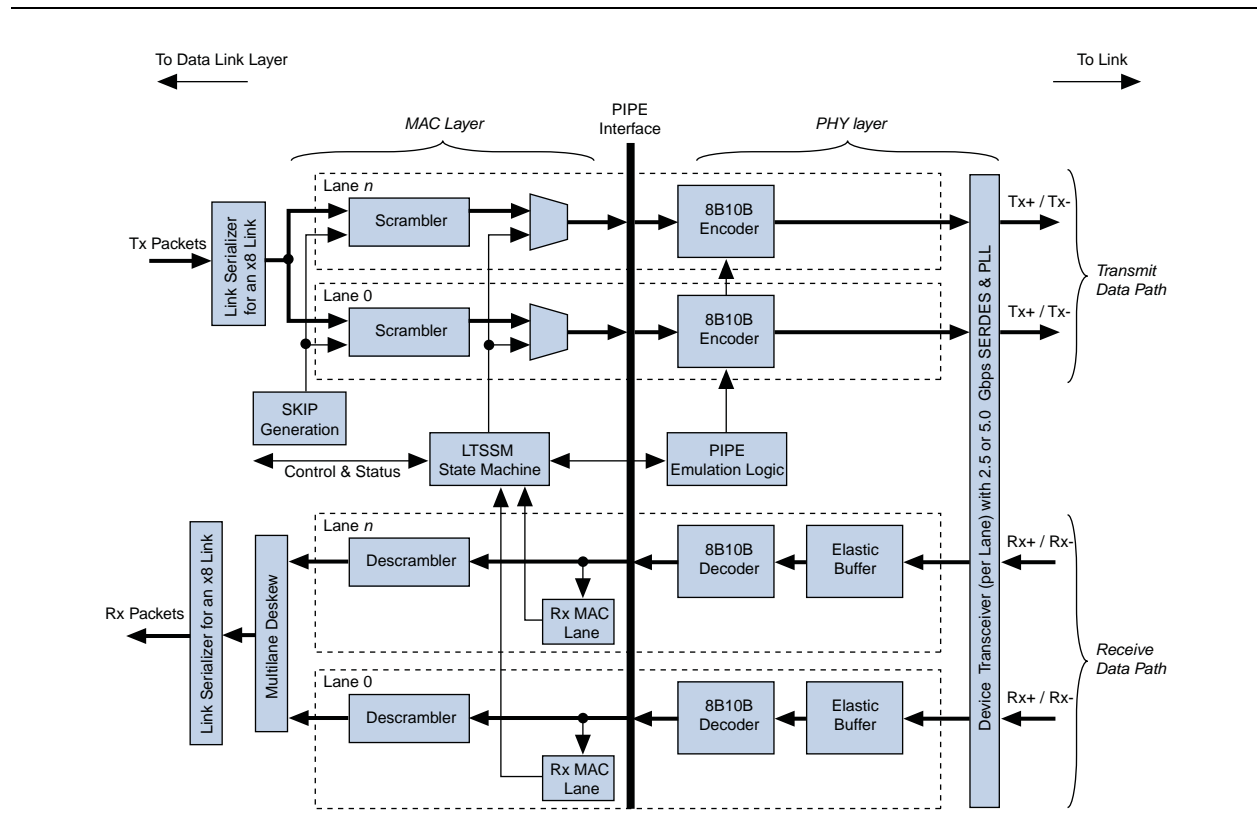 To Data Link Layer
To Link
MAC Layer
PIPE
Interface
PHY layer
Lane n
Scrambler
8B10B
Encoder
Tx+ / Tx-
Tx Packets
Link Serializer
for an x8 Link
Lane 0
Scrambler
8B10B
Encoder
Tx+ / Tx-
Transmit
Data Path
SKIP
Generation
Control & Status
LTSSM
State Machine
PIPE
Emulation Logic
Device Transceiver (per Lane) with 2.5 or 5.0 Gbps SERDES & PLL
Lane n
Descrambler
8B10B
Decoder
Elastic
Buffer
Rx+ / Rx-
Rx MAC
Lane
Rx Packets
Link Serializer for an x8 Link
Multilane Deskew
Lane 0
Descrambler
8B10B
Decoder
Elastic
Buffer
Rx+ / Rx-
Rx MAC
Lane
Receive
Data Path